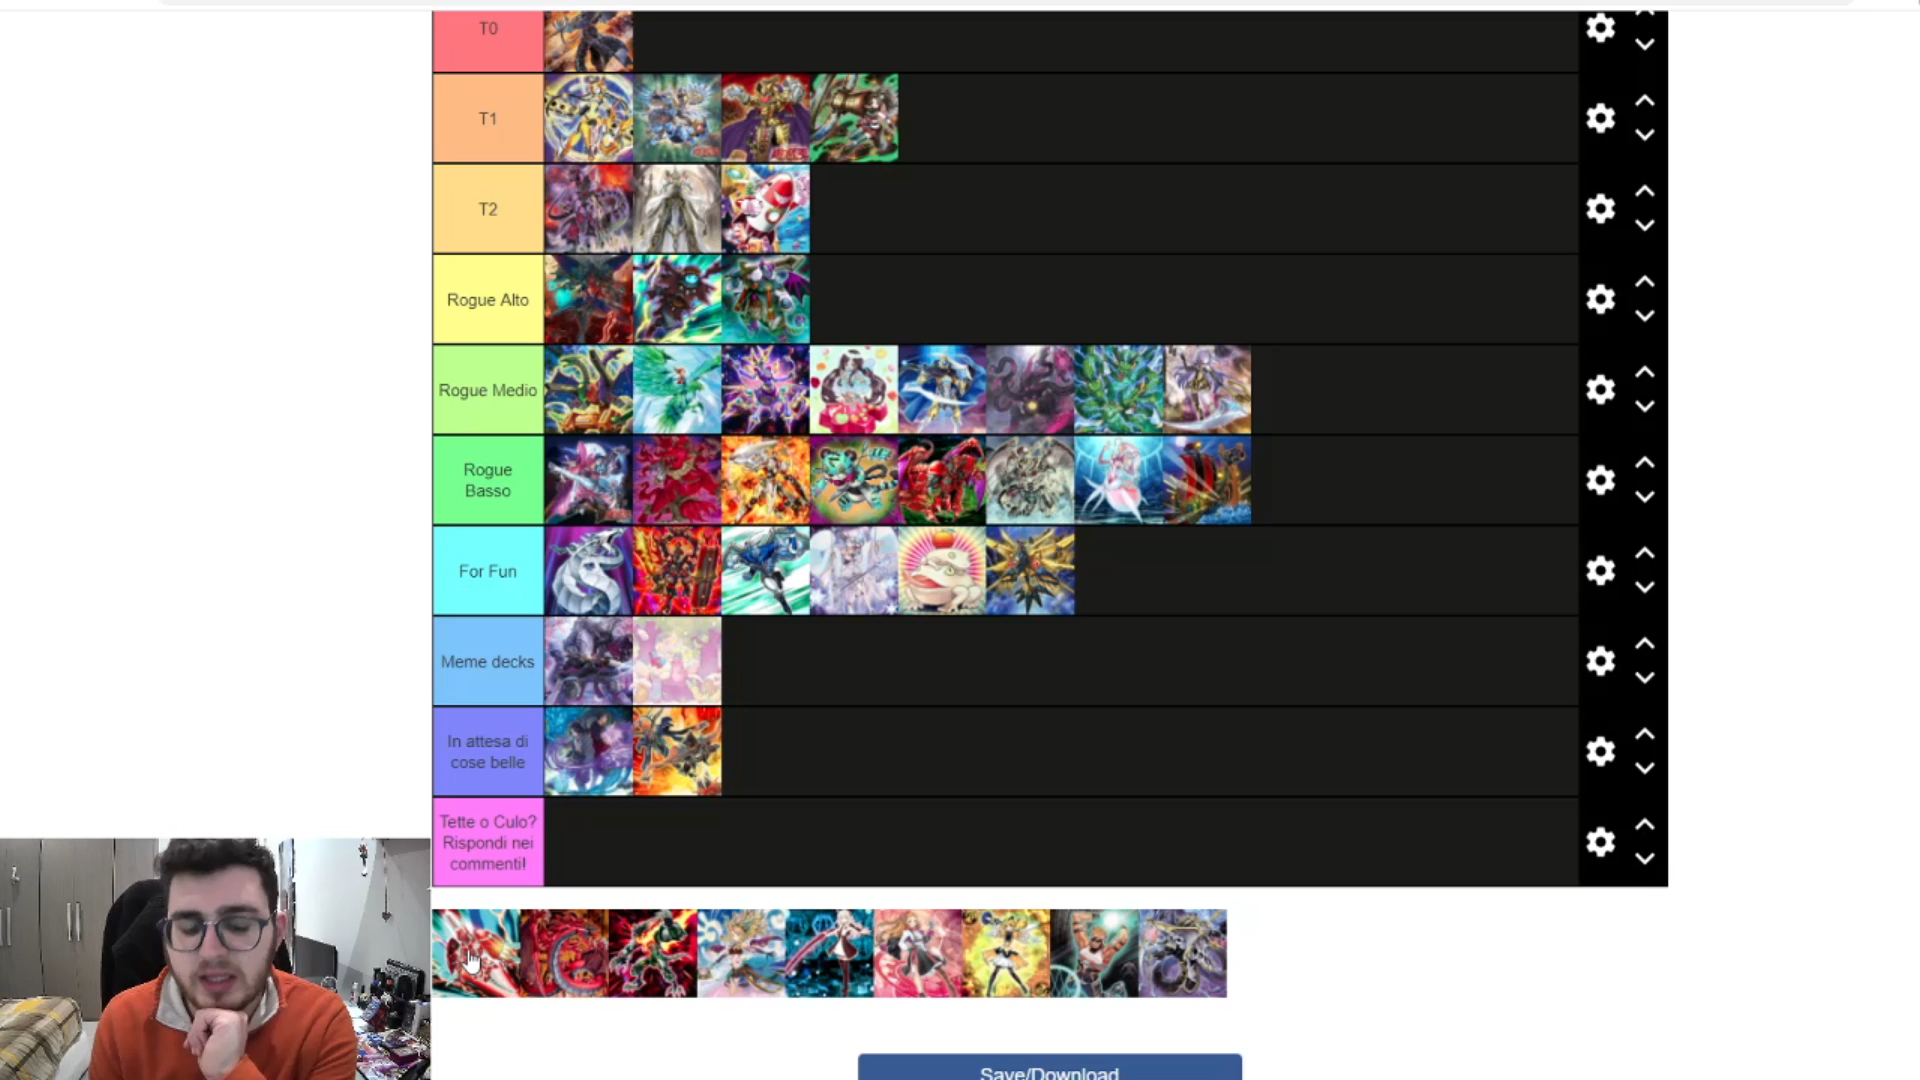 T0
T1
T2
Rogue Alto
Rogue Medio
Rogue
Basso
For Fun
Meme decks
In attesa di
cose belle
Tette o Culo?
Rispondi nei
commenti!
Save/Download